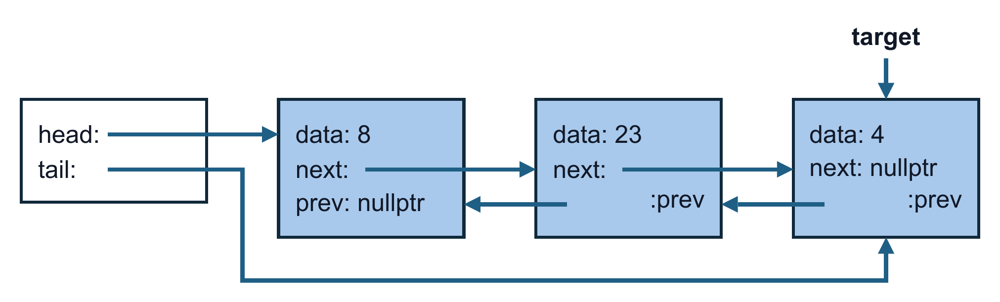 target
head:
tail:
data: 8
next:
prev: nullptr
data: 23
next:
:prev
data: 4
next: nullptr
:prev